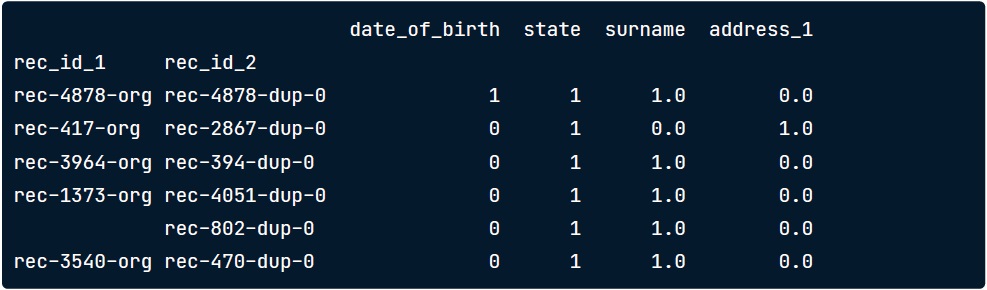 date_of_birth state surname address_1
rec_id_1 rec_id_2
rec-4878-org rec-4878-dup-0 1 1 1.0 0.0
rec-417-org rec-2867-dup-0 0 1 0.0 1.0
rec-3964-org rec-394-dup-0 0 1 1.0 0.0
rec-1373-org rec-4051-dup-0 0 1 1.0 0.0
rec-802-dup-0 0 1 1.0 0.0
rec-3540-org rec-470-dup-0 0 1 1.0 0.0